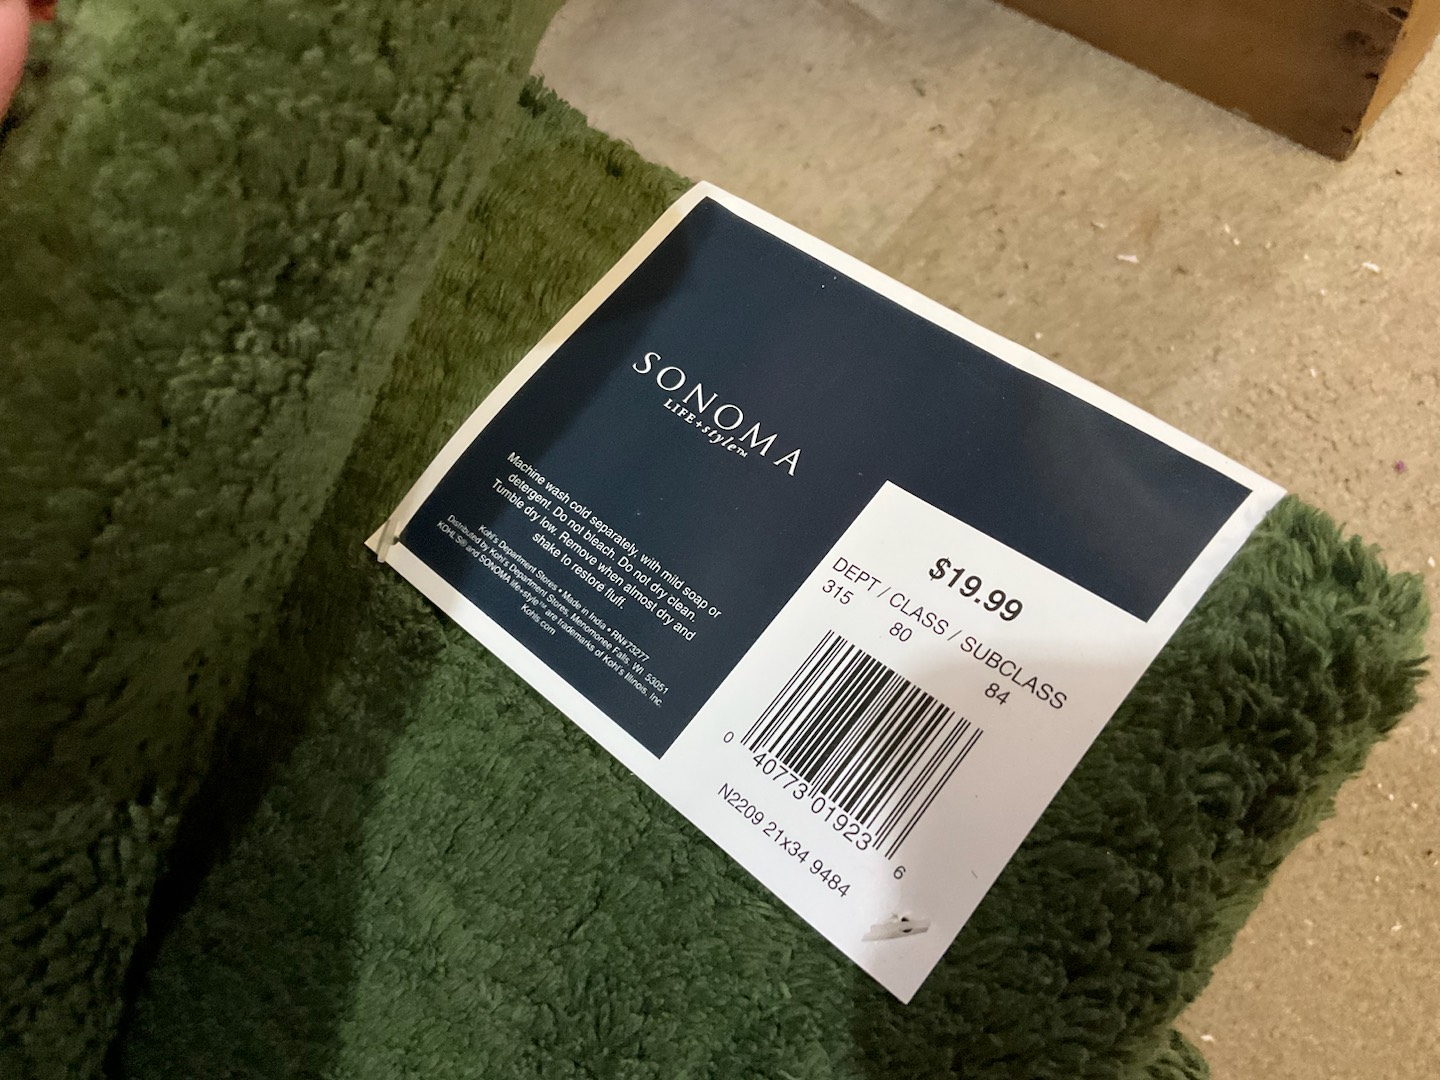 SONOMA
LIFE+style™
Machine wash cold separately, with mild soap or
detergent. Do not bleach. Do not dry clean.
Tumble dry low. Remove when almost dry and
shake to restore fluff.
Kohl's Department Stores • Made in India • RN#73277
Distributed by Kohl's Department Stores, Menomonee Falls, WI 53051
KOHL'S® and SONOMA life+style™ are trademarks of Kohl's Illinois, Inc.
Kohls.com
$19.99
DEPT / CLASS / SUBCLASS
315 80 84
0 40773 01923 6
N2209 21x34 9484